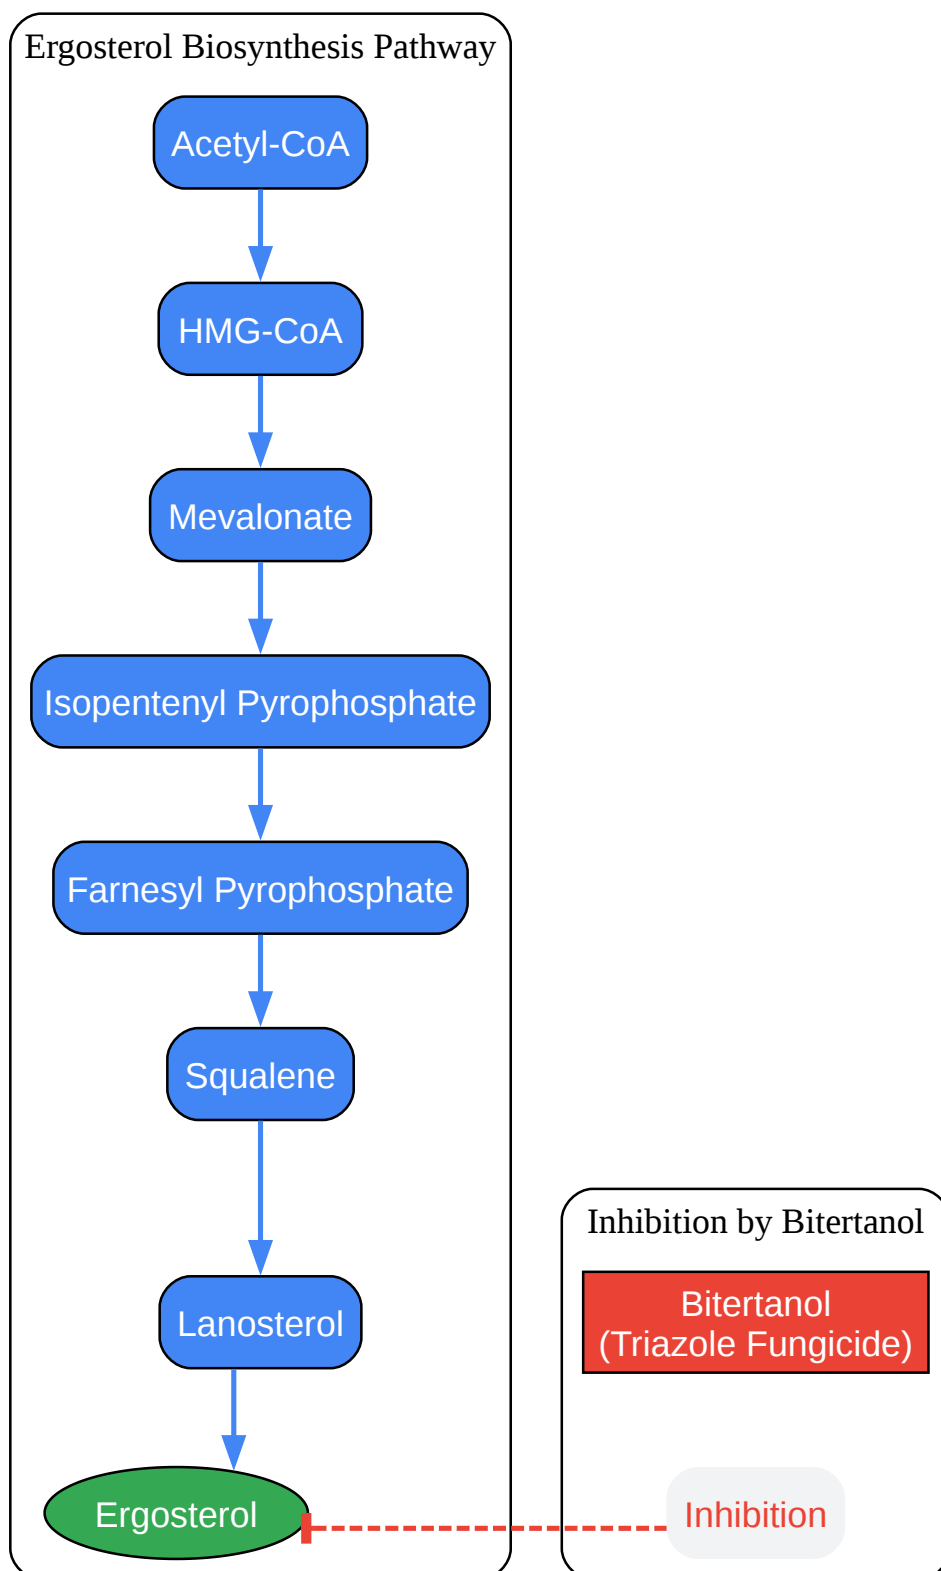 Ergosterol Biosynthesis Pathway
Acetyl-CoA
HMG-CoA
Mevalonate
Isopentenyl Pyrophosphate
Farnesyl Pyrophosphate
Squalene
Lanosterol
Ergosterol
Inhibition by Bitertanol
Bitertanol
(Triazole Fungicide)
Inhibition